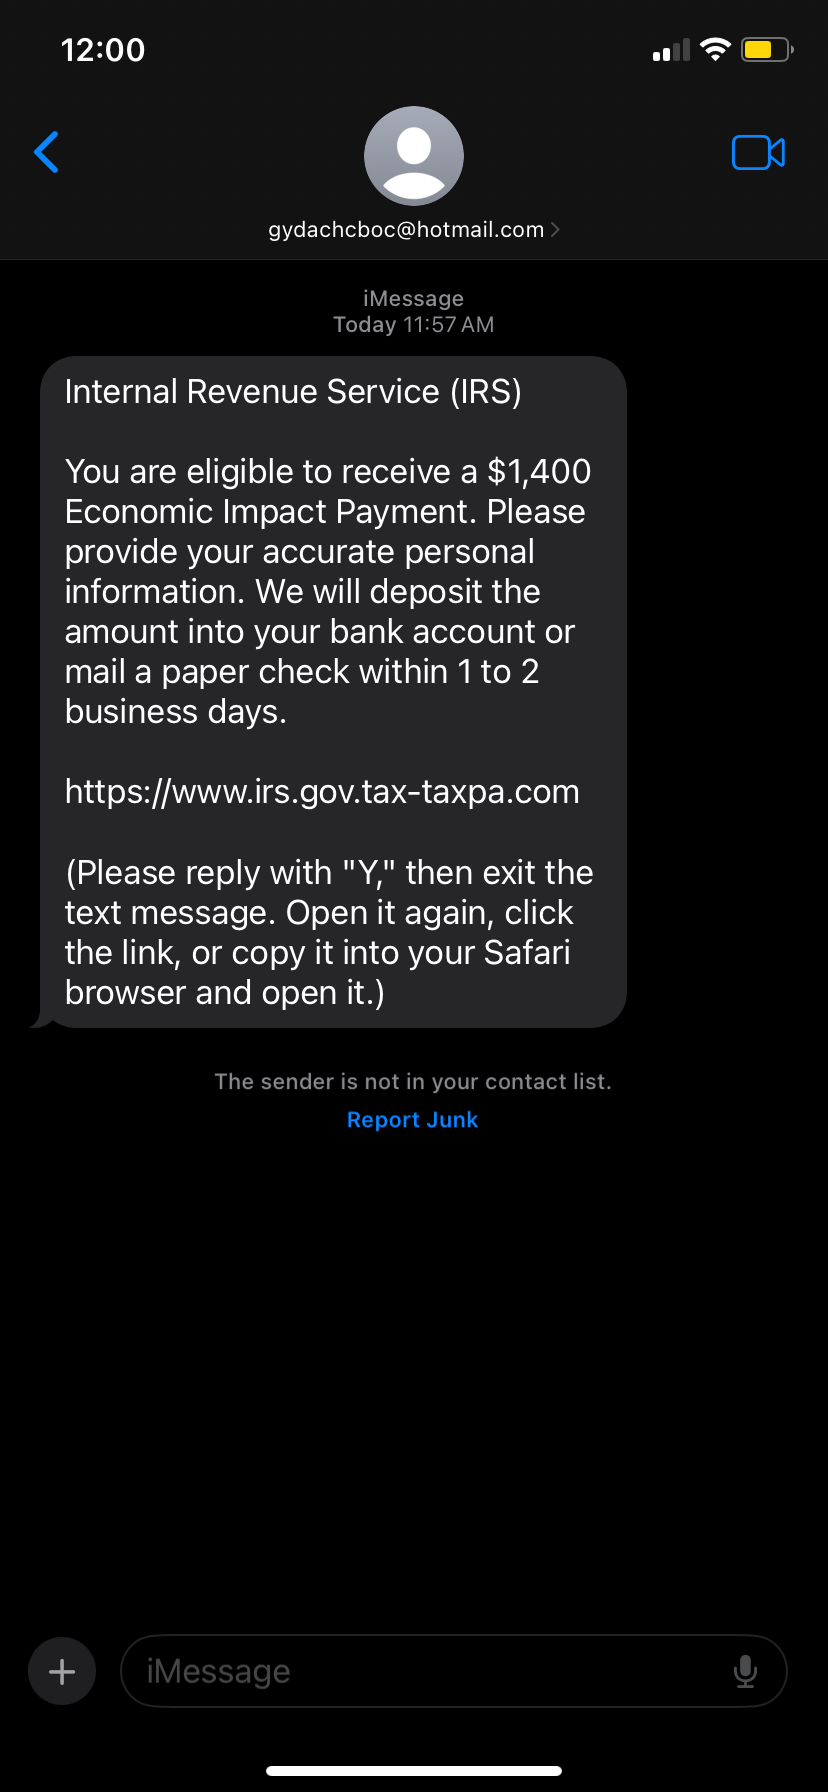 12:00
gydachcboc@hotmail.com
iMessage
Today 11:57 AM
Internal Revenue Service (IRS)
You are eligible to receive a $1,400
Economic Impact Payment. Please
provide your accurate personal
information. We will deposit the
amount into your bank account or
mail a paper check within 1 to 2
business days.
https://www.irs.gov.tax-taxpa.com
(Please reply with "Y," then exit the
text message. Open it again, click
the link, or copy it into your Safari
browser and open it.)
The sender is not in your contact list.
Report Junk
iMessage